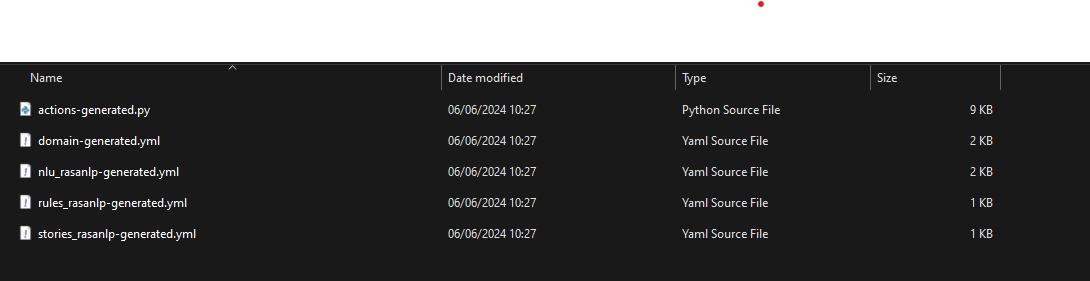 Name Date modified Type Size
actions-generated.py 06/06/2024 10:27 Python Source File 9 KB
domain-generated.yml 06/06/2024 10:27 Yaml Source File 2 KB
nlu_rasanlp-generated.yml 06/06/2024 10:27 Yaml Source File 2 KB
rules_rasanlp-generated.yml 06/06/2024 10:27 Yaml Source File 1 KB
stories_rasanlp-generated.yml 06/06/2024 10:27 Yaml Source File 1 KB